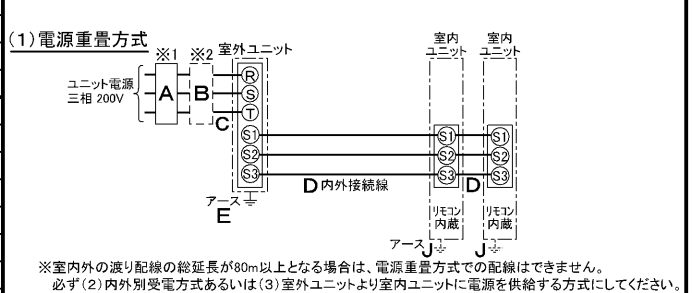 (1)電源重畳方式
※1 ※2 室外ユニット
室内
ユニット
室内
ユニット
ユニット電源
三相 200V
A B C
R
S
T
S1
S2
S3
S1
S2
S3
S1
S2
S3
D 内外接続線
D
アース
E
リモコン
内蔵
リモコン
内蔵
アース J J
※室内外の渡り配線の総延長が80m以上となる場合は、電源重畳方式での配線はできません。
必ず(2)内外別受電方式あるいは(3)室外ユニットより室内ユニットに電源を供給する方式にしてください。